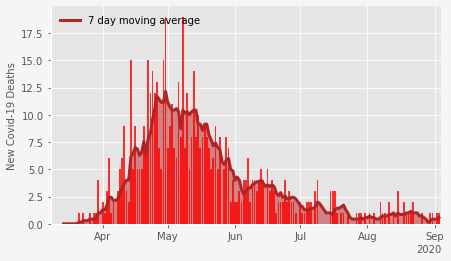 7 day moving average
New Covid-19 Deaths
17.5
15.0
12.5
10.0
7.5
5.0
2.5
0.0
Apr
May
Jun
Jul
Aug
Sep
2020